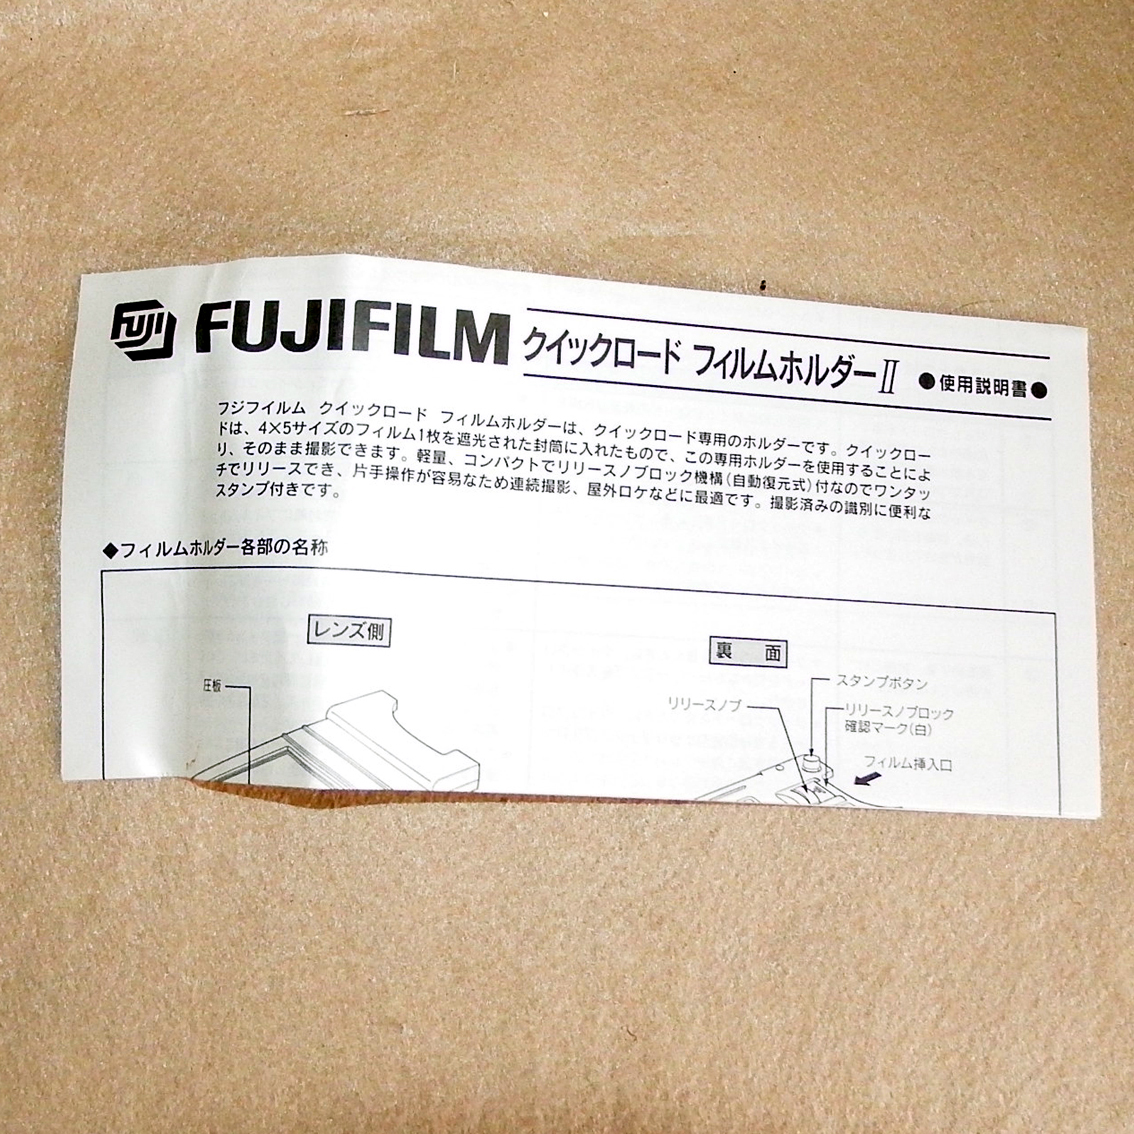 FUJI FUJIFILM クイックロード フィルムホルダーⅡ ●使用説明書●
フジフイルム クイックロード フィルムホルダーは、クイックロード専用のホルダーです。クイックロー
ドは、4×5サイズのフィルム1枚を遮光された封筒に入れたもので、この専用ホルダーを使用することによ
り、そのまま撮影できます。軽量、コンパクトでリリースノブロック機構(自動復元式)付なのでワンタッ
チでリリースでき、片手操作が容易なため連続撮影、屋外ロケなどに最適です。撮影済みの識別に便利な
スタンプ付きです。
◆フィルムホルダー各部の名称
レンズ側
圧板
裏 面
スタンプボタン
リリースノブ
リリースノブロック
確認マーク(白)
フィルム挿入口